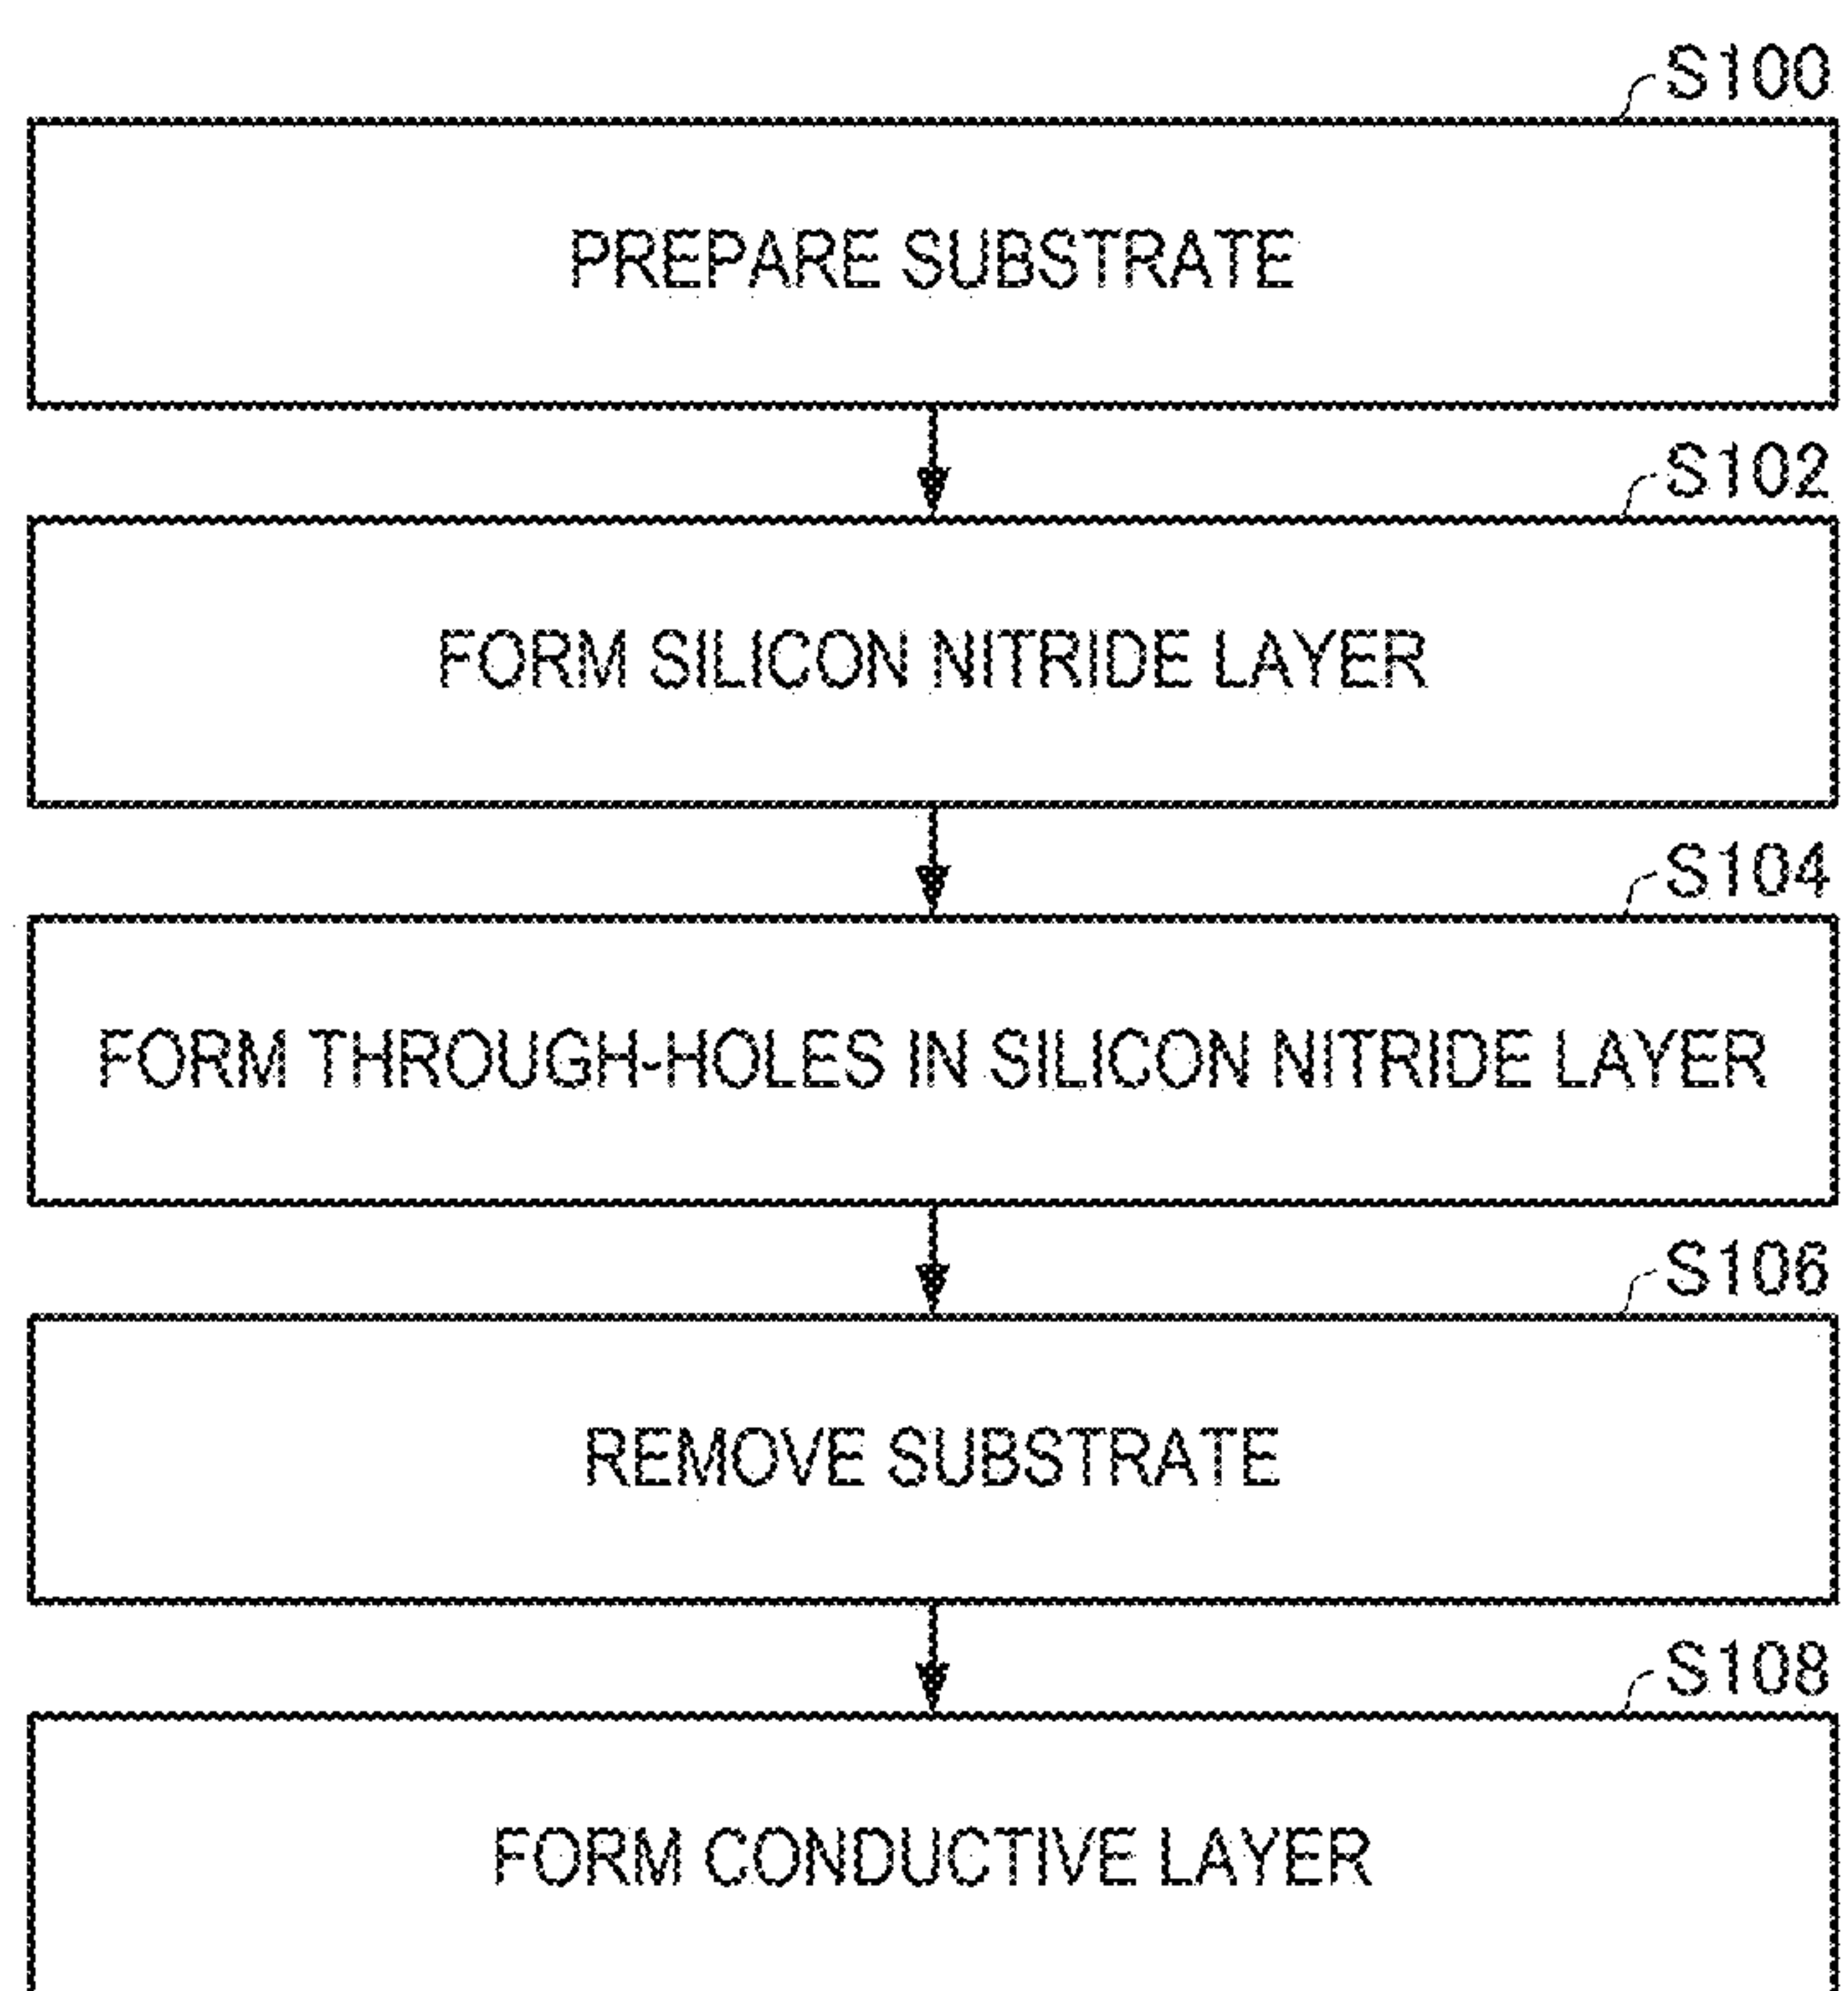 S100
PREPARE SUBSTRATE
S102
FORM SILICON NITRIDE LAYER
S104
FORM THROUGH-HOLES IN SILICON NITRIDE LAYER
S106
REMOVE SUBSTRATE
S108
FORM CONDUCTIVE LAYER